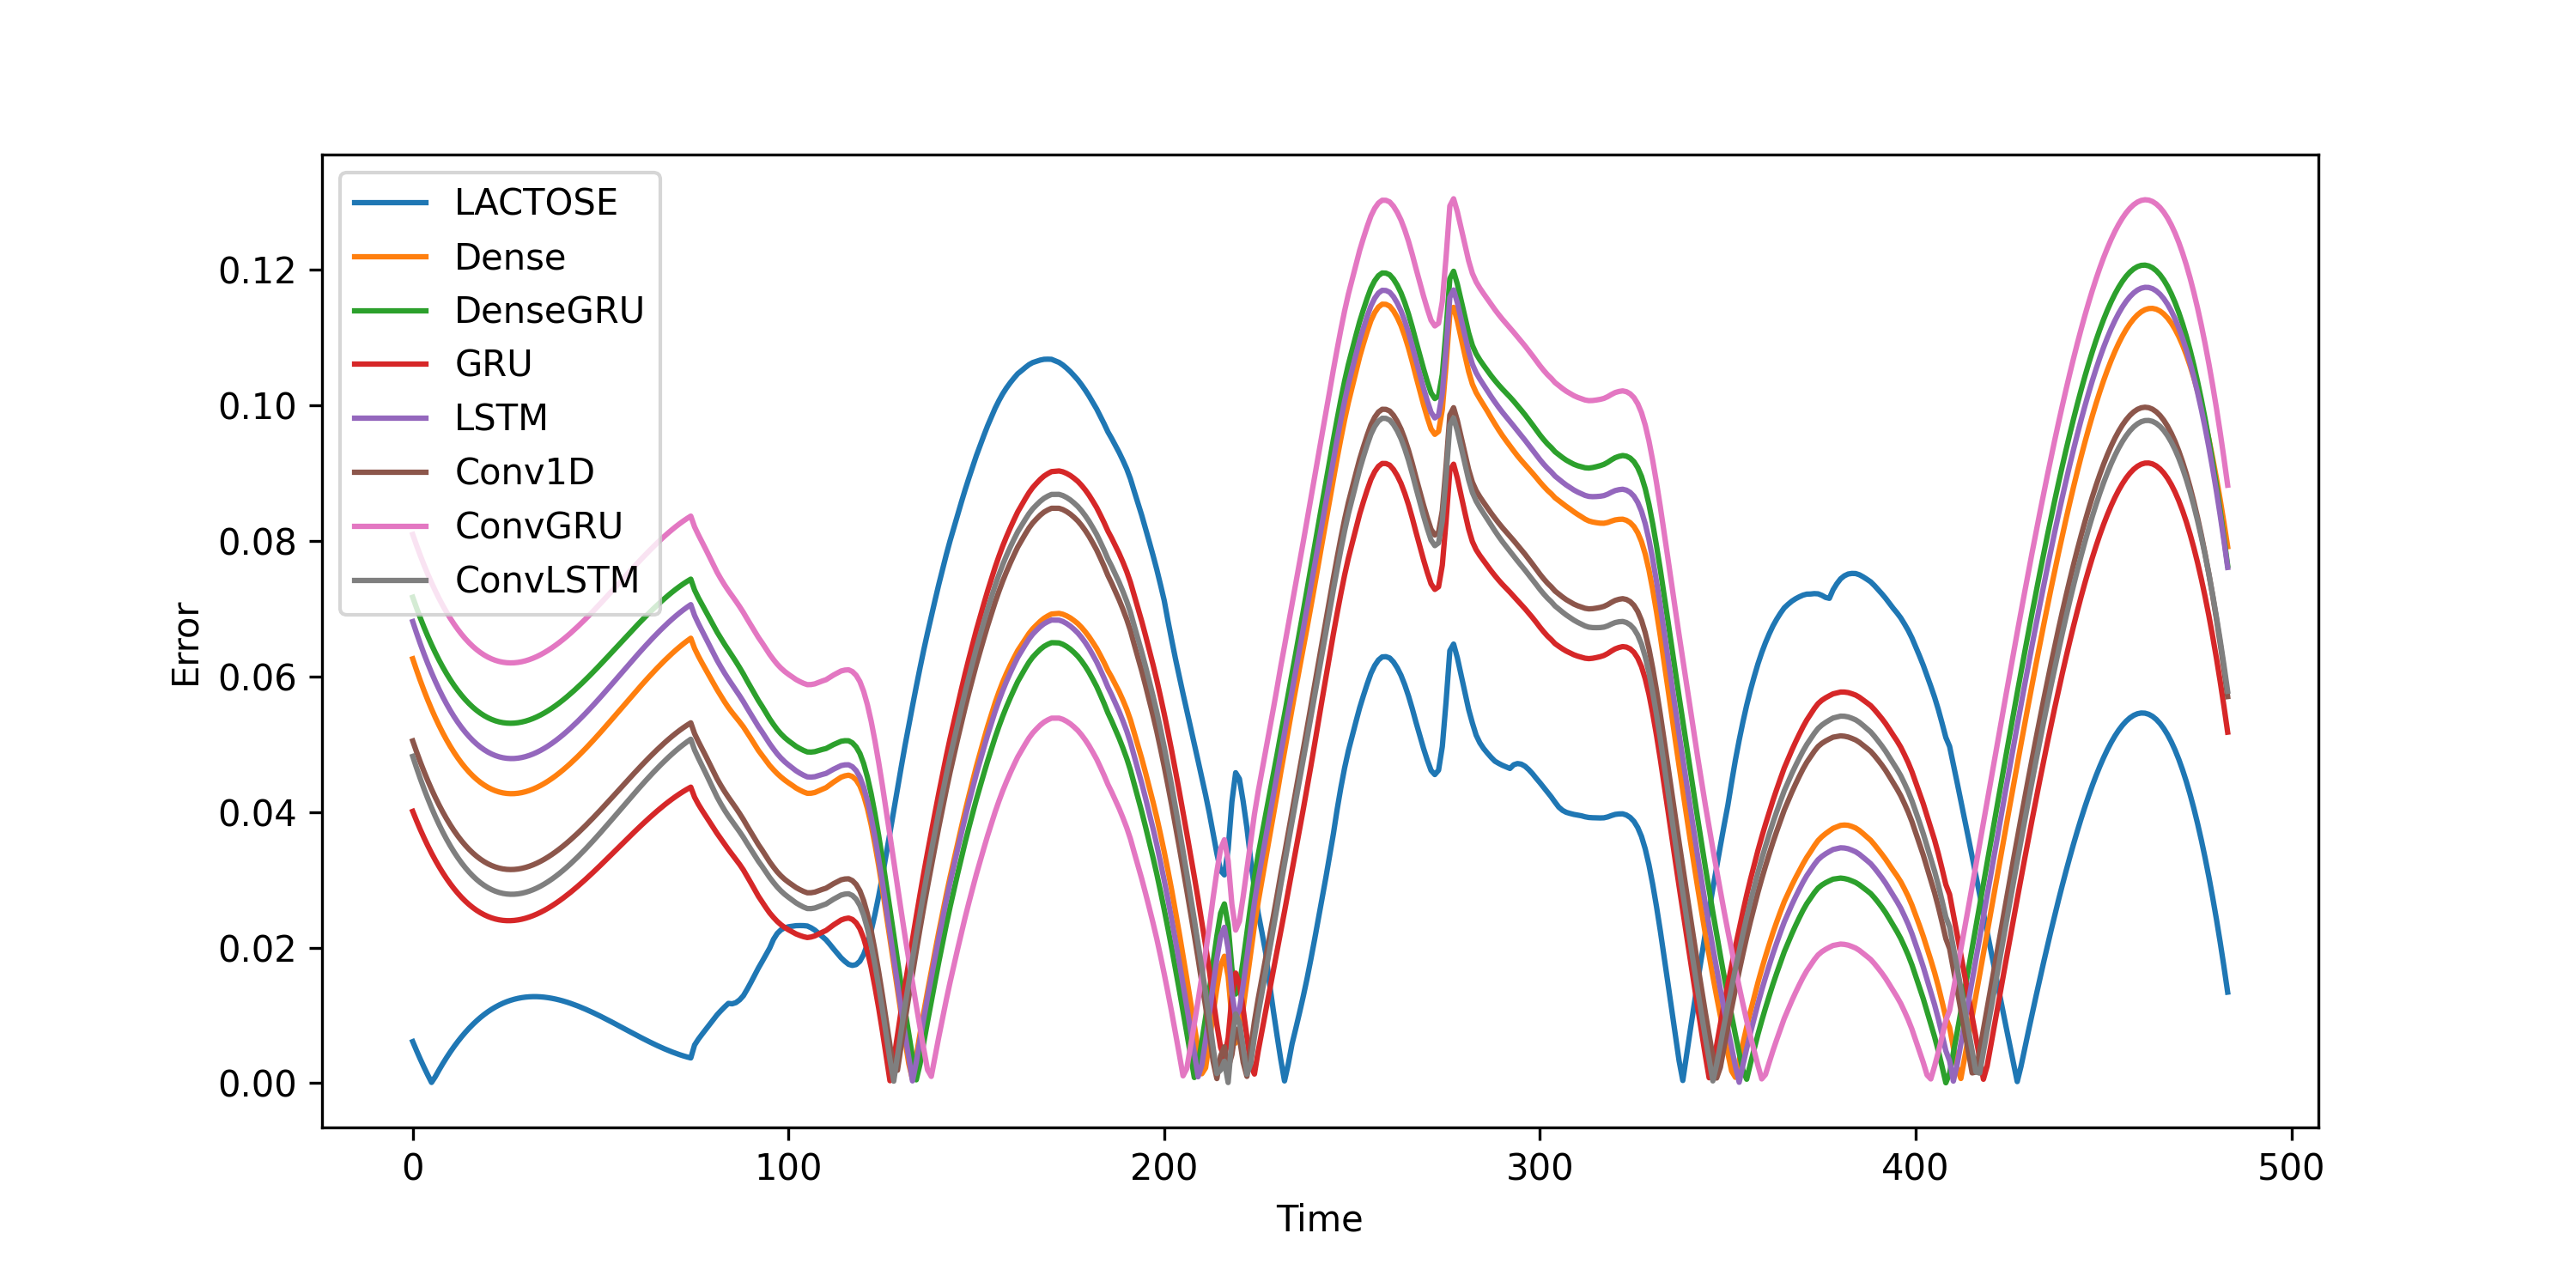 LACTOSE
Dense
DenseGRU
GRU
LSTM
Conv1D
ConvGRU
ConvLSTM
Error
0.12
0.10
0.08
0.06
0.04
0.02
0.00
0 100 200 300 400 500
Time